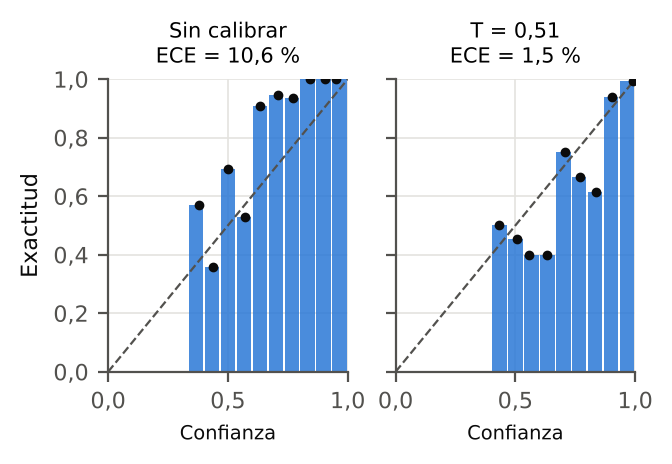 Sin calibrar
ECE = 10,6 %
T = 0,51
ECE = 1,5 %
Exactitud
1,0
0,8
0,6
0,4
0,2
0,0
0,0 0,5 1,0
0,0 0,5 1,0
Confianza
Confianza